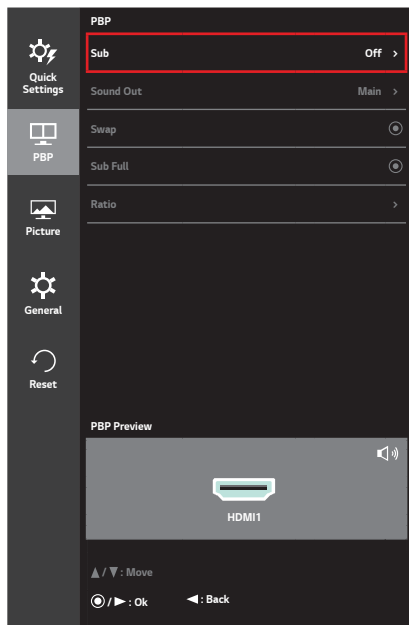 PBP
Sub Off >
Quick
Settings
Sound Out Main >
Swap
PBP
Sub Full
Ratio >
Picture
General
Reset
PBP Preview
HDMI1
▲ / ▼ : Move
◉ / ► : Ok ◄ : Back